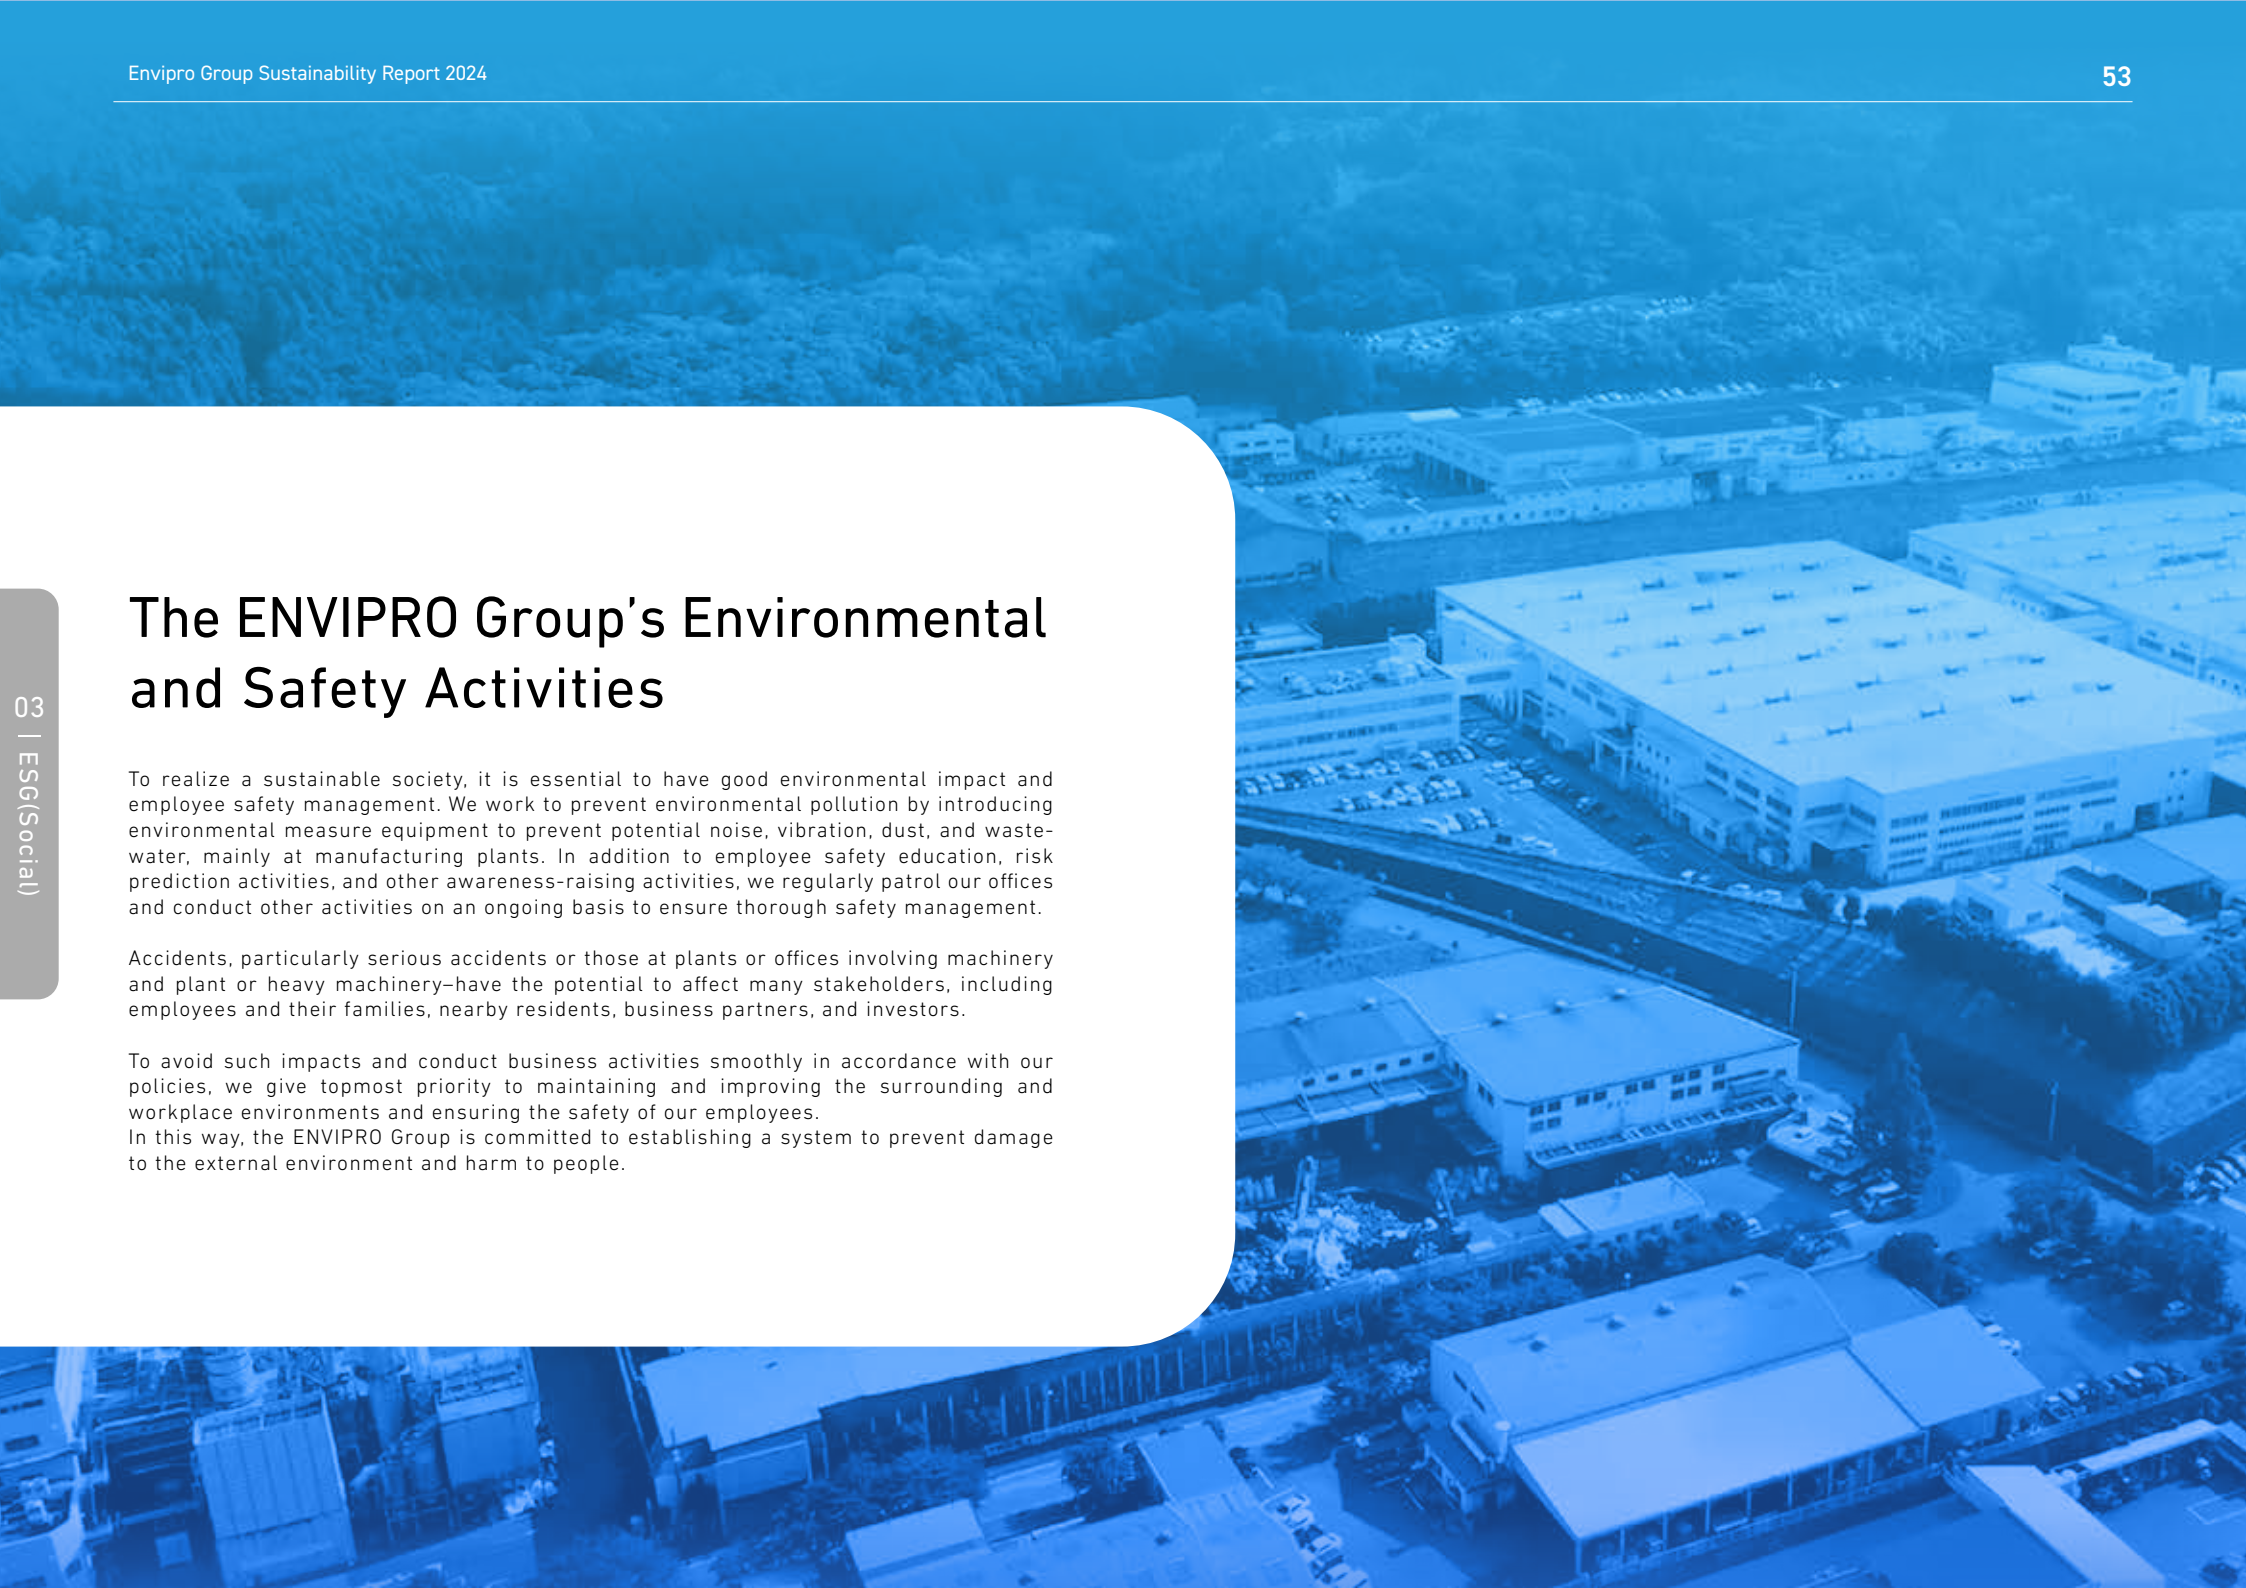 Envipro Group Sustainability Report 2024
53
The ENVIPRO Group’s Environmental
and Safety Activities
03 | ESG(Social)
To realize a sustainable society, it is essential to have good environmental impact and
employee safety management. We work to prevent environmental pollution by introducing
environmental measure equipment to prevent potential noise, vibration, dust, and waste-
water, mainly at manufacturing plants. In addition to employee safety education, risk
prediction activities, and other awareness-raising activities, we regularly patrol our offices
and conduct other activities on an ongoing basis to ensure thorough safety management.
Accidents, particularly serious accidents or those at plants or offices involving machinery
and plant or heavy machinery—have the potential to affect many stakeholders, including
employees and their families, nearby residents, business partners, and investors.
To avoid such impacts and conduct business activities smoothly in accordance with our
policies, we give topmost priority to maintaining and improving the surrounding and
workplace environments and ensuring the safety of our employees.
In this way, the ENVIPRO Group is committed to establishing a system to prevent damage
to the external environment and harm to people.